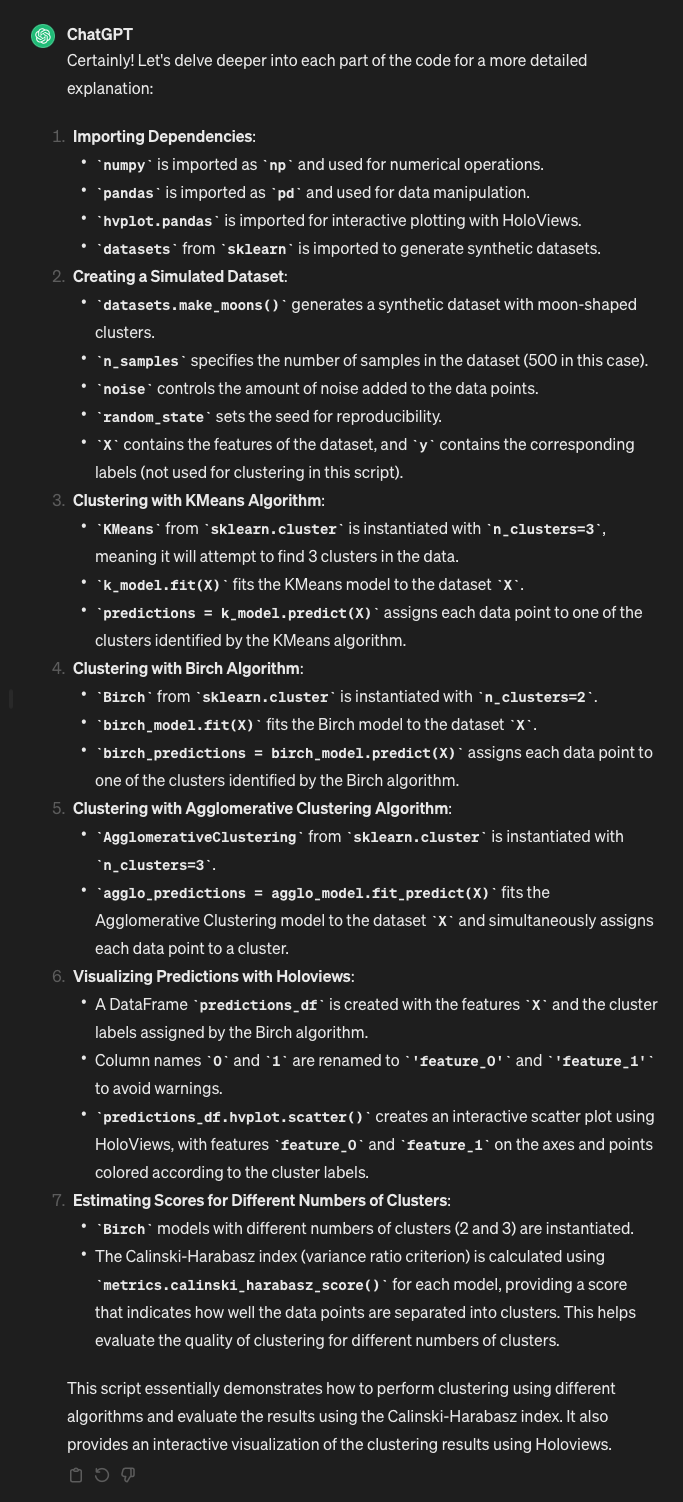 ChatGPT
Certainly! Let's delve deeper into each part of the code for a more detailed
explanation:
1. Importing Dependencies:
• `numpy` is imported as `np` and used for numerical operations.
• `pandas` is imported as `pd` and used for data manipulation.
• `hvplot.pandas` is imported for interactive plotting with HoloViews.
• `datasets` from `sklearn` is imported to generate synthetic datasets.
2. Creating a Simulated Dataset:
• `datasets.make_moons()` generates a synthetic dataset with moon-shaped
clusters.
• `n_samples` specifies the number of samples in the dataset (500 in this case).
• `noise` controls the amount of noise added to the data points.
• `random_state` sets the seed for reproducibility.
• `X` contains the features of the dataset, and `y` contains the corresponding
labels (not used for clustering in this script).
3. Clustering with KMeans Algorithm:
• `KMeans` from `sklearn.cluster` is instantiated with `n_clusters=3`,
meaning it will attempt to find 3 clusters in the data.
• `k_model.fit(X)` fits the KMeans model to the dataset `X`.
• `predictions = k_model.predict(X)` assigns each data point to one of the
clusters identified by the KMeans algorithm.
4. Clustering with Birch Algorithm:
• `Birch` from `sklearn.cluster` is instantiated with `n_clusters=2`.
• `birch_model.fit(X)` fits the Birch model to the dataset `X`.
• `birch_predictions = birch_model.predict(X)` assigns each data point to
one of the clusters identified by the Birch algorithm.
5. Clustering with Agglomerative Clustering Algorithm:
• `AgglomerativeClustering` from `sklearn.cluster` is instantiated with
`n_clusters=3`.
• `agglo_predictions = agglo_model.fit_predict(X)` fits the
Agglomerative Clustering model to the dataset `X` and simultaneously assigns
each data point to a cluster.
6. Visualizing Predictions with Holoviews:
• A DataFrame `predictions_df` is created with the features `X` and the cluster
labels assigned by the Birch algorithm.
• Column names `0` and `1` are renamed to `'feature_0'` and `'feature_1'`
to avoid warnings.
• `predictions_df.hvplot.scatter()` creates an interactive scatter plot using
HoloViews, with features `feature_0` and `feature_1` on the axes and points
colored according to the cluster labels.
7. Estimating Scores for Different Numbers of Clusters:
• `Birch` models with different numbers of clusters (2 and 3) are instantiated.
• The Calinski-Harabasz index (variance ratio criterion) is calculated using
`metrics.calinski_harabasz_score()` for each model, providing a score
that indicates how well the data points are separated into clusters. This helps
evaluate the quality of clustering for different numbers of clusters.
This script essentially demonstrates how to perform clustering using different
algorithms and evaluate the results using the Calinski-Harabasz index. It also
provides an interactive visualization of the clustering results using Holoviews.